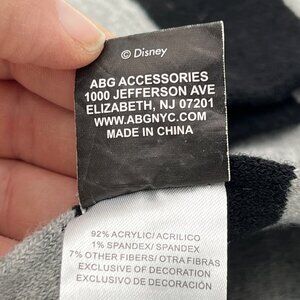 © Disney
ABG ACCESSORIES
1000 JEFFERSON AVE
ELIZABETH, NJ 07201
WWW.ABGNYC.COM
MADE IN CHINA
92% ACRYLIC/ACRILICO
1% SPANDEX/ SPANDEX
7% OTHER FIBERS/ OTRA FIBRAS
EXCLUSIVE OF DECORATION
EXCLUSIVO DE DECORACIÓN